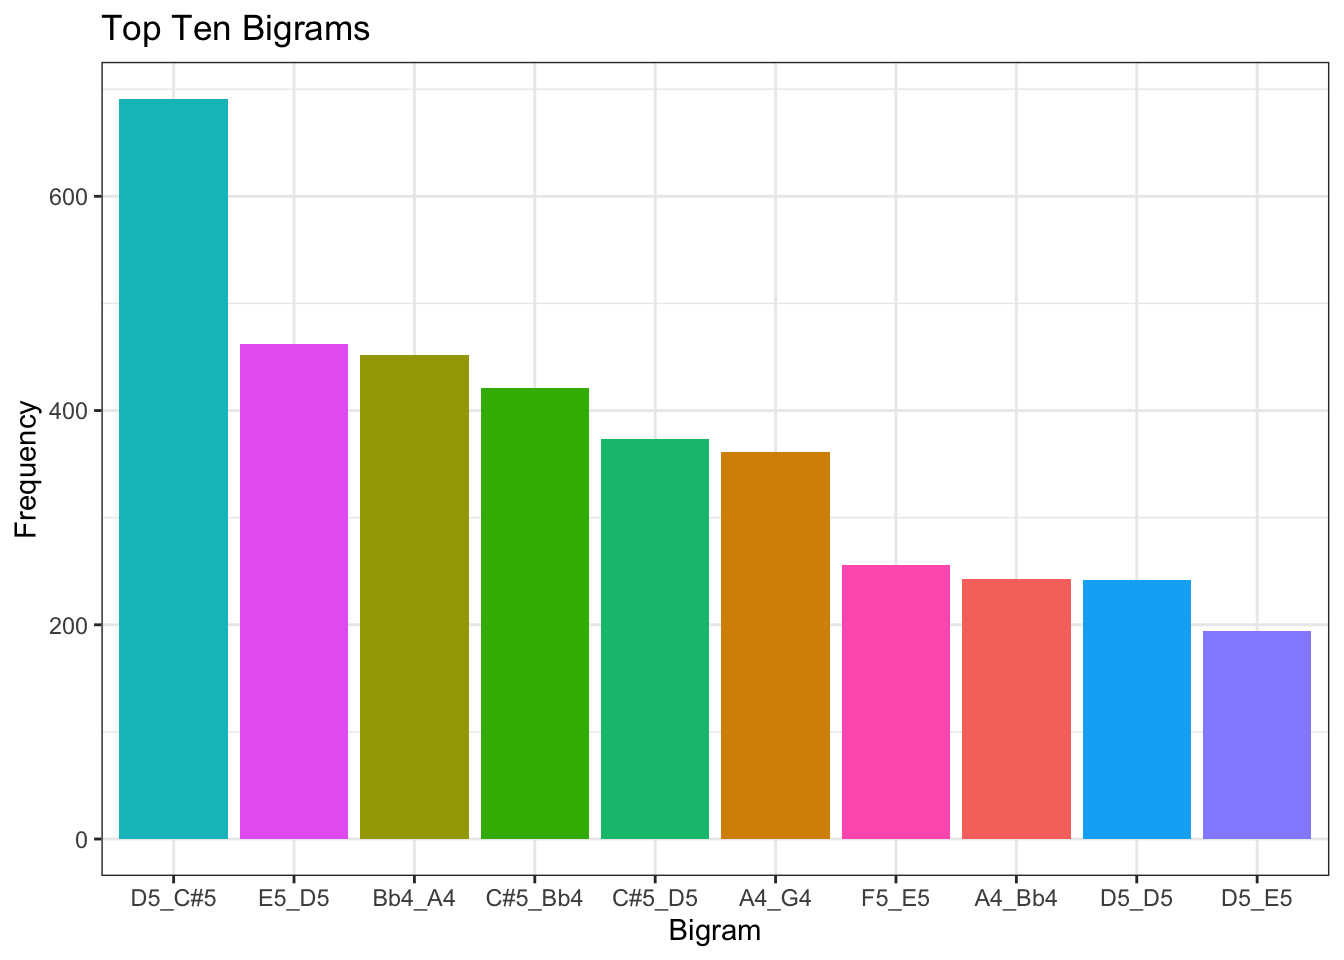 Top Ten Bigrams
Frequency
600
400
200
0
D5_C#5 E5_D5 Bb4_A4 C#5_Bb4 C#5_D5 A4_G4 F5_E5 A4_Bb4 D5_D5 D5_E5
Bigram